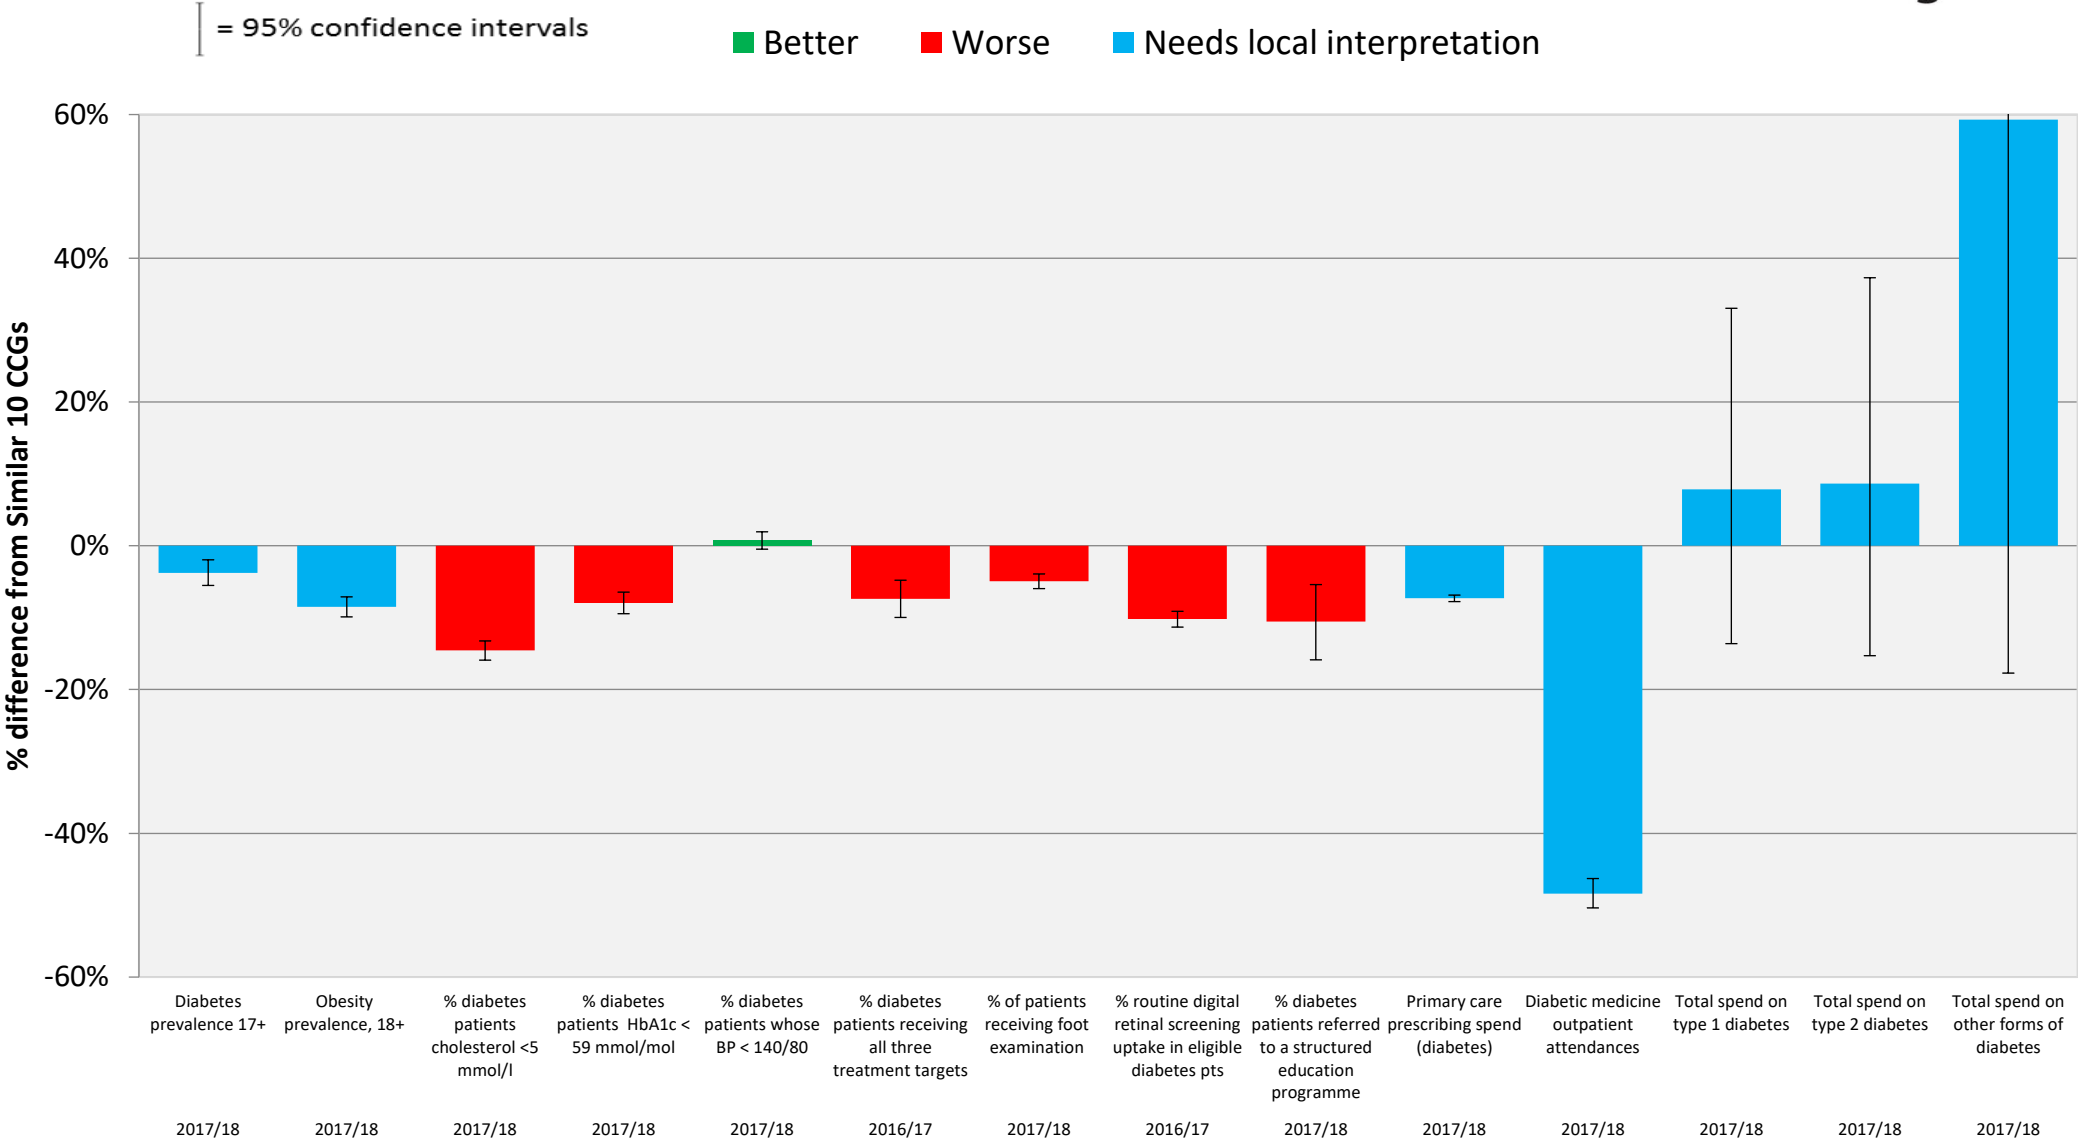 = 95% confidence intervals
Better
Worse
Needs local interpretation
% difference from Similar 10 CCGs
60%
40%
20%
0%
-20%
-40%
-60%
Diabetes
prevalence 17+
2017/18
Obesity
prevalence, 18+
2017/18
% diabetes
patients
cholesterol <5
mmol/l
2017/18
% diabetes
patients HbA1c <
59 mmol/mol
2017/18
% diabetes
patients whose
BP < 140/80
2017/18
% diabetes
patients receiving
all three
treatment targets
2016/17
% of patients
receiving foot
examination
2017/18
% routine digital
retinal screening
uptake in eligible
diabetes pts
2016/17
% diabetes
patients referred
to a structured
education
programme
2017/18
Primary care
prescribing spend
(diabetes)
2017/18
Diabetic medicine
outpatient
attendances
2017/18
Total spend on
type 1 diabetes
2017/18
Total spend on
type 2 diabetes
2017/18
Total spend on
other forms of
diabetes
2017/18